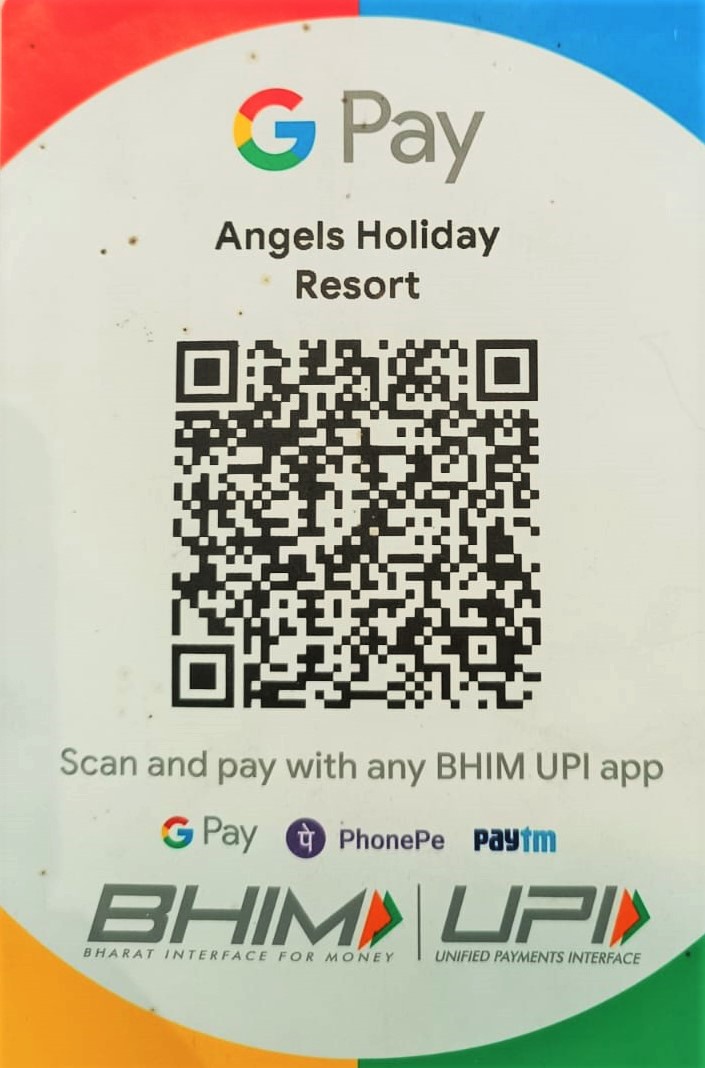 G Pay
Angels Holiday
Resort
Scan and pay with any BHIM UPI app
G Pay पे PhonePe paytm
BHIM UPI
BHARAT INTERFACE FOR MONEY UNIFIED PAYMENTS INTERFACE